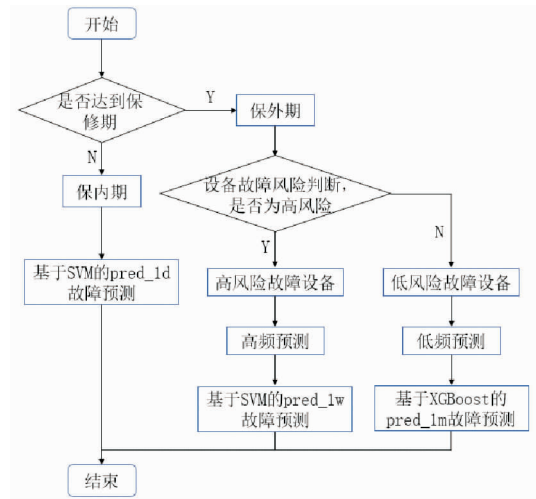 开始
是否达到保
修期
Y
保外期
N
保内期
设备故障风险判断,
是否为高风险
Y
N
基于SVM的pred_1d
故障预测
高风险故障设备
低风险故障设备
高频预测
低频预测
基于SVM的pred_1w
故障预测
基于XGBoost的
pred_1m故障预测
结束